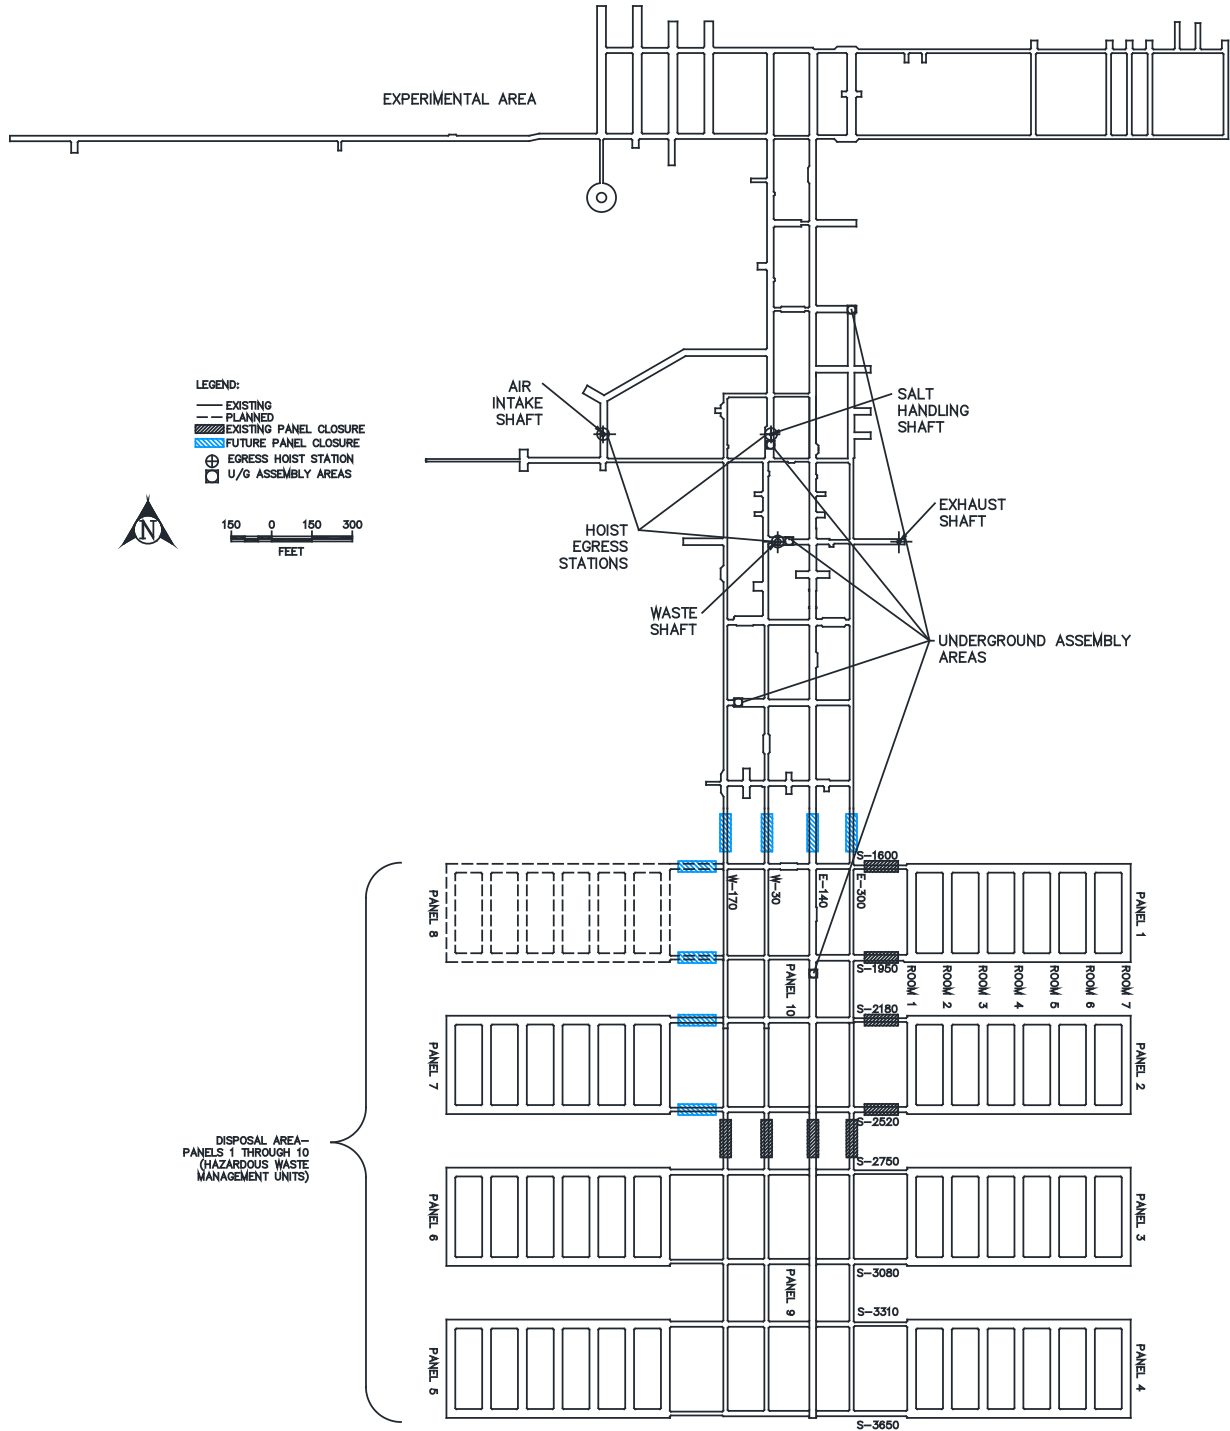 EXPERIMENTAL AREA
LEGEND:
EXISTING
PLANNED
EXISTING PANEL CLOSURE
FUTURE PANEL CLOSURE
EGRESS HOIST STATION
U/G ASSEMBLY AREAS
N
150 0 150 300
FEET
AIR
INTAKE
SHAFT
SALT
HANDLING
SHAFT
HOIST
EGRESS
STATIONS
EXHAUST
SHAFT
WASTE
SHAFT
UNDERGROUND ASSEMBLY
AREAS
S-1600
W-170
W-30
E-140
E-300
PANEL 8
PANEL 1
S-1950
PANEL 10
ROOM 1
ROOM 2
ROOM 3
ROOM 4
ROOM 5
ROOM 6
ROOM 7
S-2180
PANEL 7
PANEL 2
S-2520
DISPOSAL AREA-
PANELS 1 THROUGH 10
(HAZARDOUS WASTE
MANAGEMENT UNITS)
S-2750
PANEL 6
PANEL 3
S-3080
PANEL 9
S-3310
PANEL 5
PANEL 4
S-3650